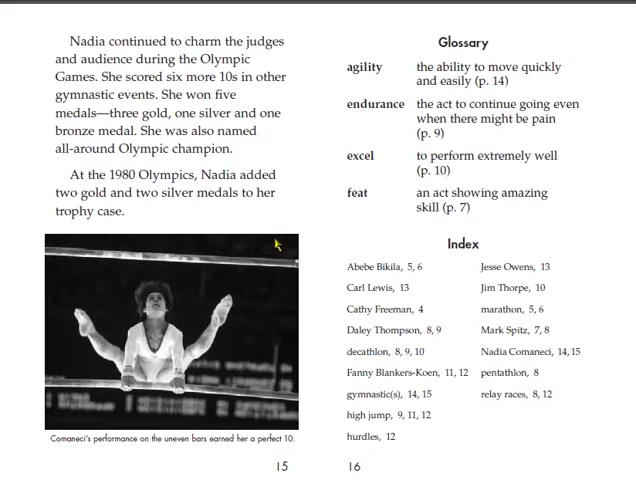 Nadia continued to charm the judges
and audience during the Olympic
Games. She scored six more 10s in other
gymnastic events. She won five
medals—three gold, one silver and one
bronze medal. She was also named
all-around Olympic champion.
At the 1980 Olympics, Nadia added
two gold and two silver medals to her
trophy case.
Comaneci's performance on the uneven bars earned her a perfect 10.
15
Glossary
agility the ability to move quickly
and easily (p. 14)
endurance the act to continue going even
when there might be pain
(p. 9)
excel to perform extremely well
(p. 10)
feat an act showing amazing
skill (p. 7)
Index
Abebe Bikila, 5, 6
Carl Lewis, 13
Cathy Freeman, 4
Daley Thompson, 8, 9
decathlon, 8, 9, 10
Fanny Blankers-Koen, 11, 12
gymnastic(s), 14, 15
high jump, 9, 11, 12
hurdles, 12
Jesse Owens, 13
Jim Thorpe, 10
marathon, 5, 6
Mark Spitz, 7, 8
Nadia Comaneci, 14, 15
pentathlon, 8
relay races, 8, 12
16